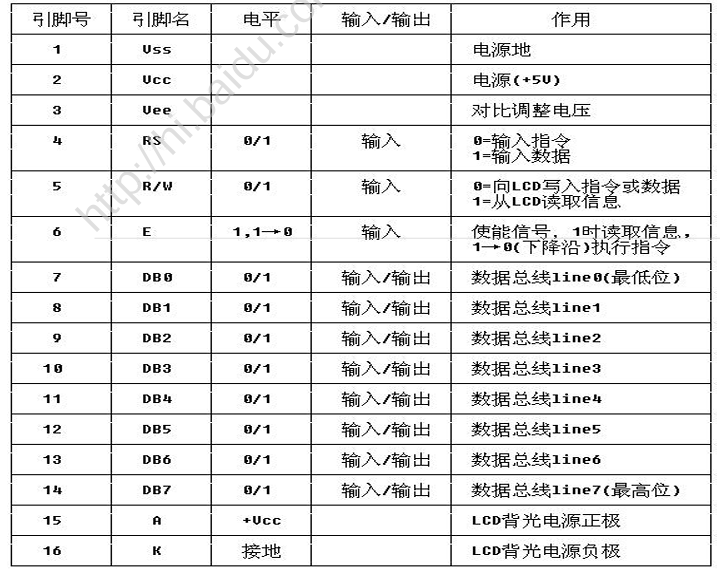 引脚号 引脚名 电平 输入/输出 作用
1 Vss 电源地
2 Vcc 电源(+5V)
3 Vee 对比调整电压
4 RS 0/1 输入 0=输入指令
1=输入数据
5 R/W 0/1 输入 0=向LCD写入指令或数据
1=从LCD读取信息
6 E 1,1→0 输入 使能信号, 1时读取信息,
1→0(下降沿)执行指令
7 DB0 0/1 输入/输出 数据总线line0(最低位)
8 DB1 0/1 输入/输出 数据总线line1
9 DB2 0/1 输入/输出 数据总线line2
10 DB3 0/1 输入/输出 数据总线line3
11 DB4 0/1 输入/输出 数据总线line4
12 DB5 0/1 输入/输出 数据总线line5
13 DB6 0/1 输入/输出 数据总线line6
14 DB7 0/1 输入/输出 数据总线line7(最高位)
15 A +Vcc LCD背光电源正极
16 K 接地 LCD背光电源负极
http://hi.baidu.com